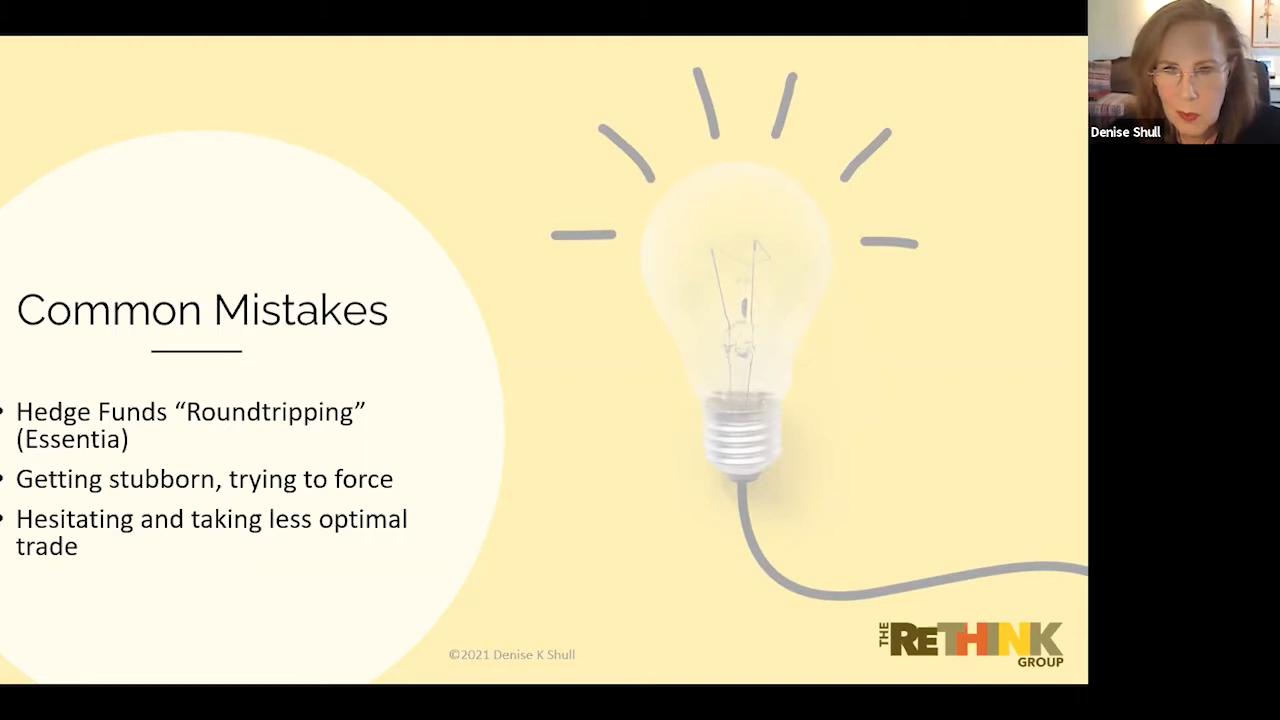 Common Mistakes
• Hedge Funds “Roundtripping”
(Essentia)
• Getting stubborn, trying to force
• Hesitating and taking less optimal
trade
©2021 Denise K Shull
THE RETHINK
GROUP
Denise Shull